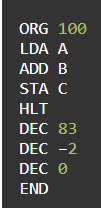 ORG 100
LDA A
ADD B
STA C
HLT
DEC 83
DEC −2
DEC 0
END